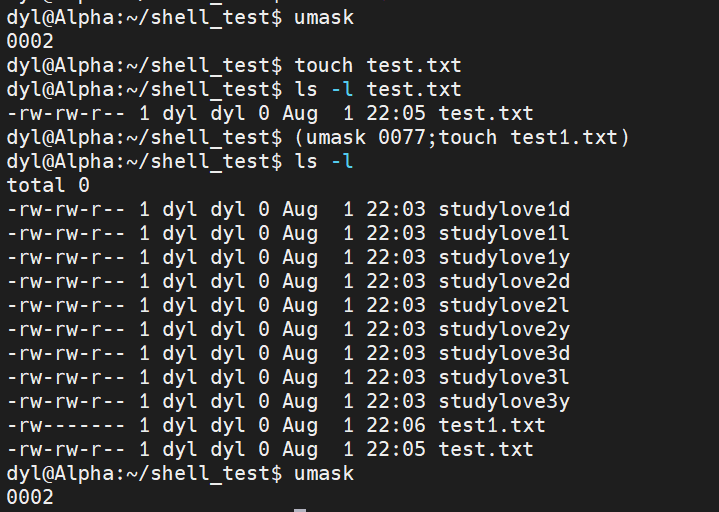 dyl@Alpha:~/shell_test$ umask
0002
dyl@Alpha:~/shell_test$ touch test.txt
dyl@Alpha:~/shell_test$ ls -l test.txt
-rw-rw-r-- 1 dyl dyl 0 Aug  1 22:05 test.txt
dyl@Alpha:~/shell_test$ (umask 0077;touch test1.txt)
dyl@Alpha:~/shell_test$ ls -l
total 0
-rw-rw-r-- 1 dyl dyl 0 Aug  1 22:03 studylove1d
-rw-rw-r-- 1 dyl dyl 0 Aug  1 22:03 studylove1l
-rw-rw-r-- 1 dyl dyl 0 Aug  1 22:03 studylove1y
-rw-rw-r-- 1 dyl dyl 0 Aug  1 22:03 studylove2d
-rw-rw-r-- 1 dyl dyl 0 Aug  1 22:03 studylove2l
-rw-rw-r-- 1 dyl dyl 0 Aug  1 22:03 studylove2y
-rw-rw-r-- 1 dyl dyl 0 Aug  1 22:03 studylove3d
-rw-rw-r-- 1 dyl dyl 0 Aug  1 22:03 studylove3l
-rw-rw-r-- 1 dyl dyl 0 Aug  1 22:03 studylove3y
-rw------- 1 dyl dyl 0 Aug  1 22:06 test1.txt
-rw-rw-r-- 1 dyl dyl 0 Aug  1 22:05 test.txt
dyl@Alpha:~/shell_test$ umask
0002